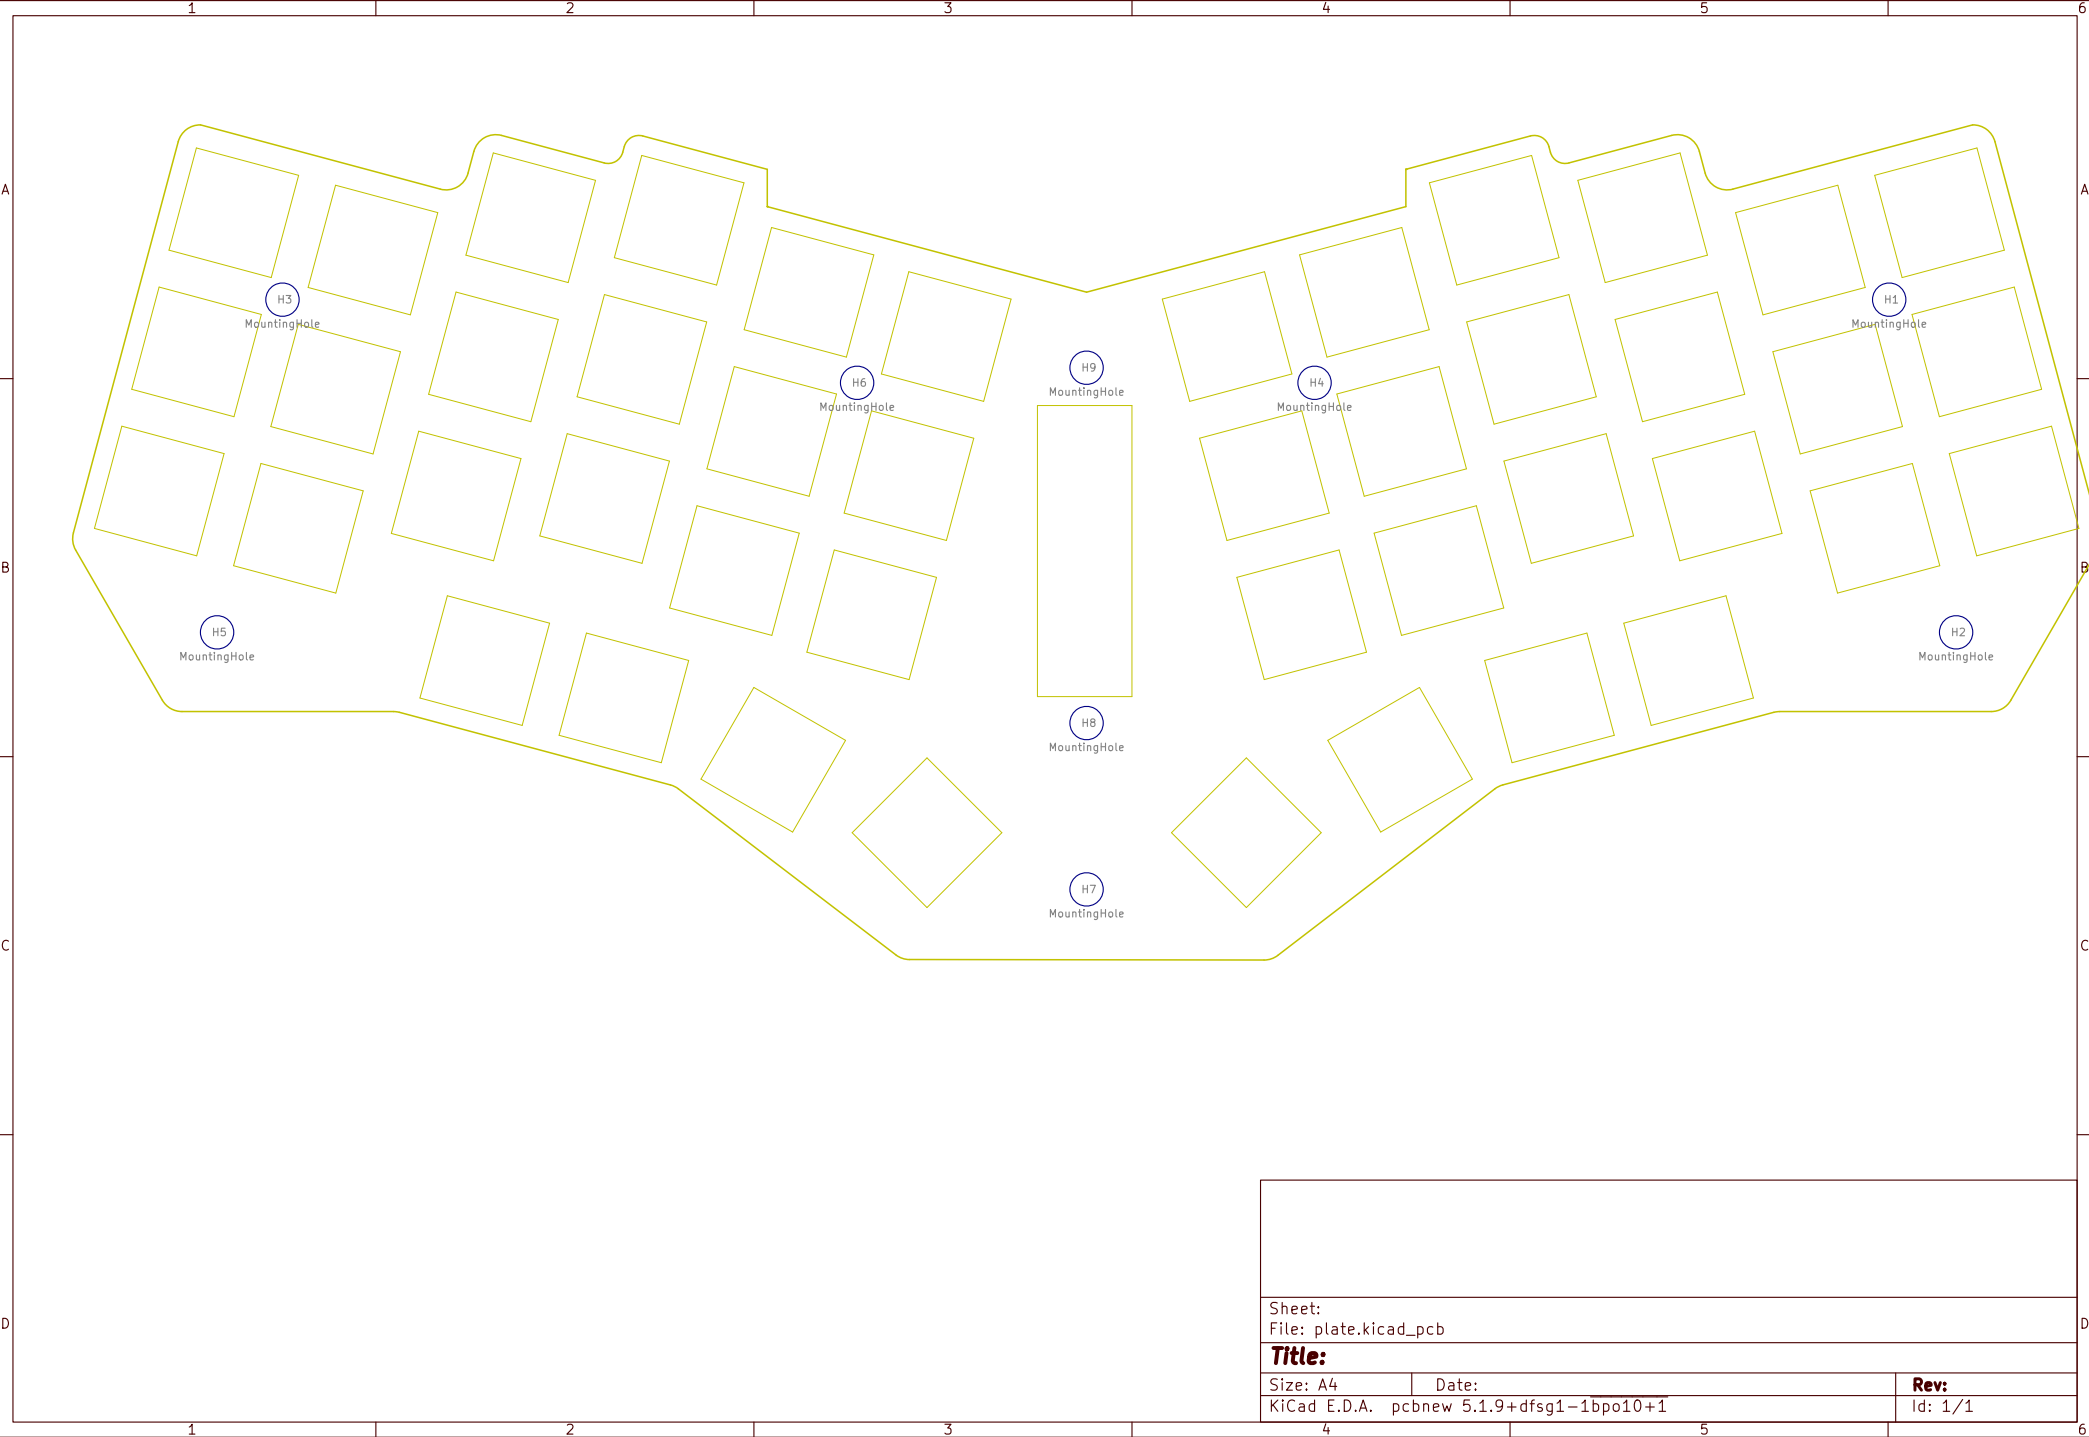 1 2 3 4 5 6
A A
H3
MountingHole
H1
MountingHole
H9
MountingHole
H6
MountingHole
H4
MountingHole
B B
H5
MountingHole
H2
MountingHole
H8
MountingHole
H7
MountingHole
C C
D D
Sheet:
File: plate.kicad_pcb
Title:
Size: A4 Date: Rev:
KiCad E.D.A. pcbnew 5.1.9+dfsg1-1bpo10+1 Id: 1/1
1 2 3 4 5 6